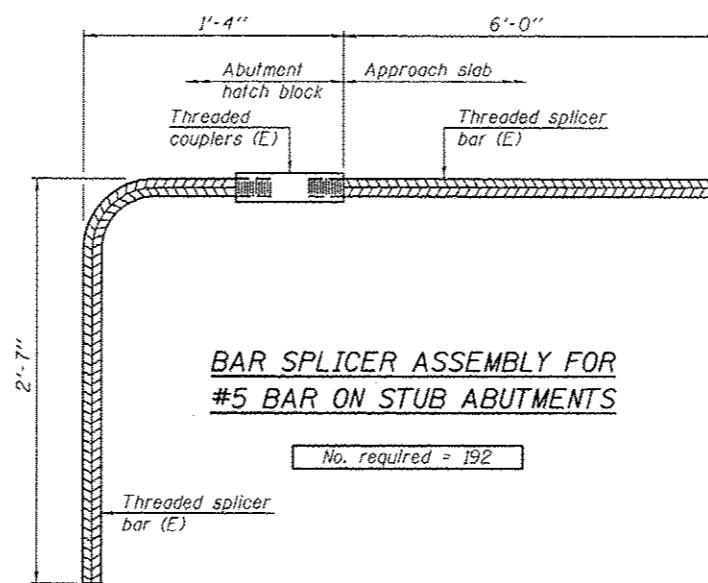 1'-4"
6'-0"
Abutment
hatch block
Approach slab
Threaded
couplers (E)
Threaded splicer
bar (E)
2'-7"
BAR SPLICER ASSEMBLY FOR
#5 BAR ON STUB ABUTMENTS
No. required = 192
Threaded splicer
bar (E)